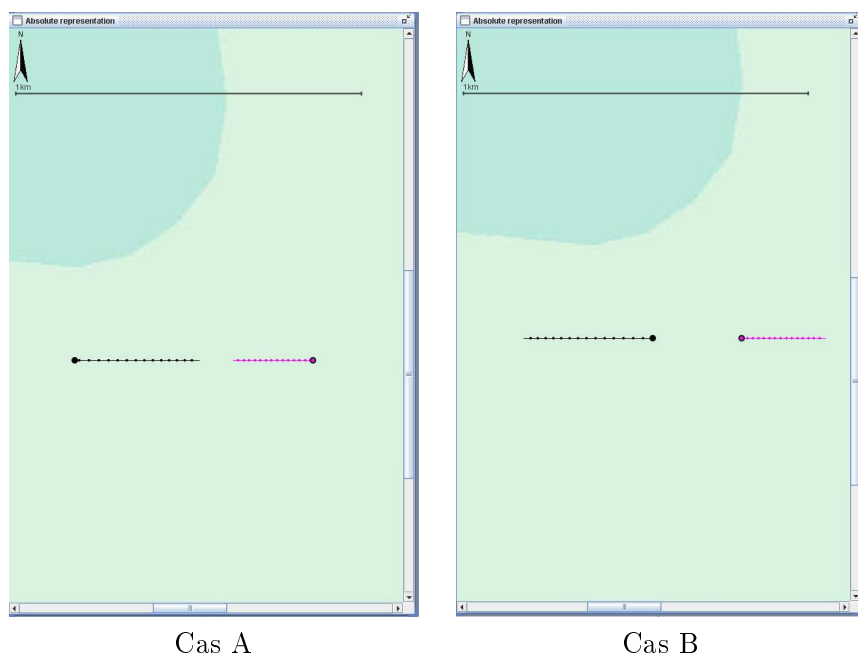 Absolute representation
N
1km
Absolute representation
N
1km
Cas A
Cas B